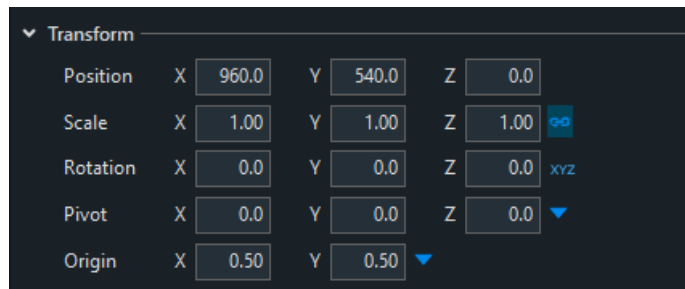 Transform
Position X 960.0 Y 540.0 Z 0.0
Scale X 1.00 Y 1.00 Z 1.00
Rotation X 0.0 Y 0.0 Z 0.0 XYZ
Pivot X 0.0 Y 0.0 Z 0.0
Origin X 0.50 Y 0.50